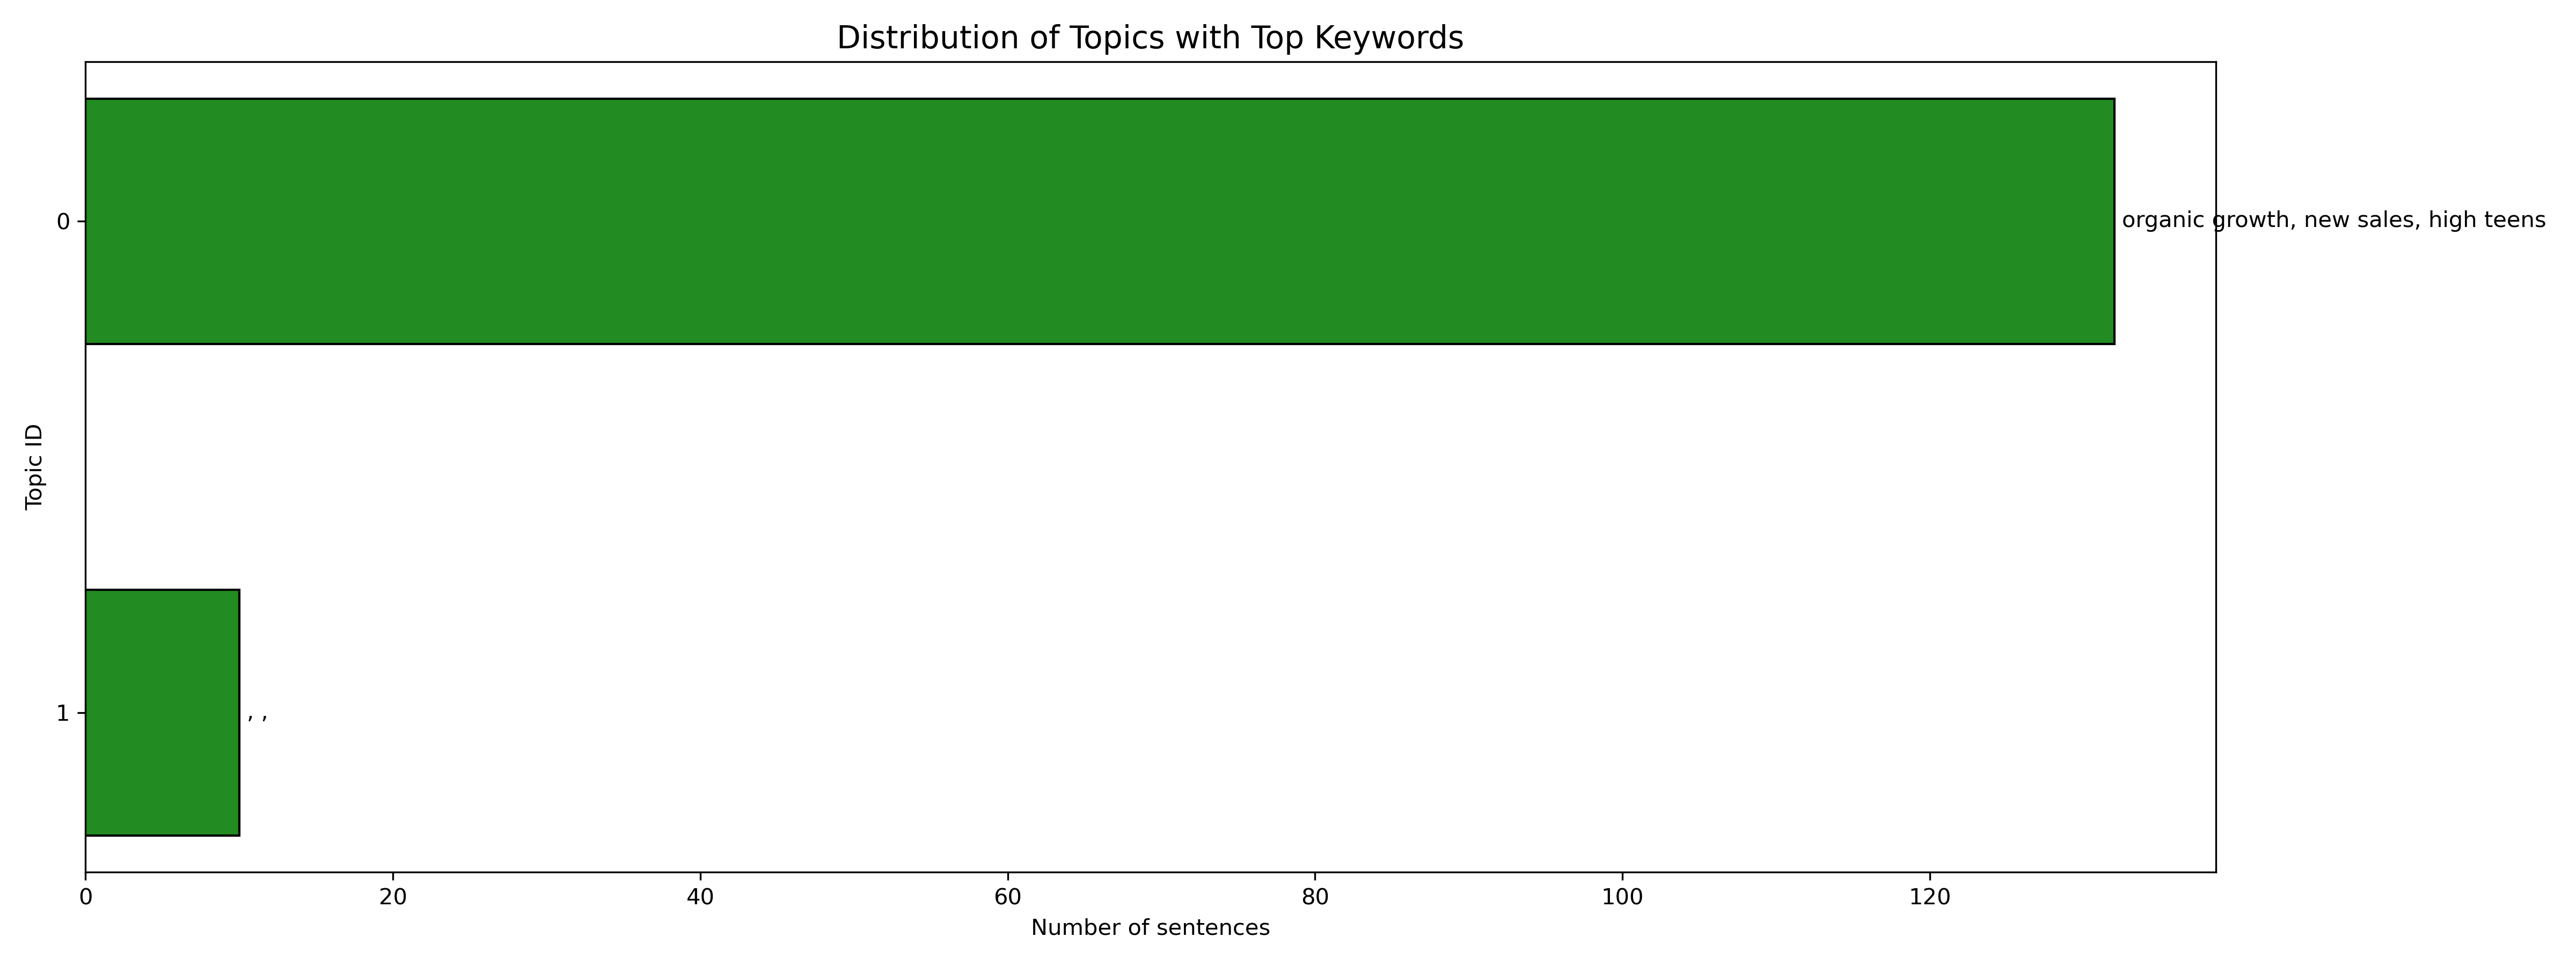 Distribution of Topics with Top Keywords
0
organic growth, new sales, high teens
Topic ID
1
, ,
0 20 40 60 80 100 120
Number of sentences